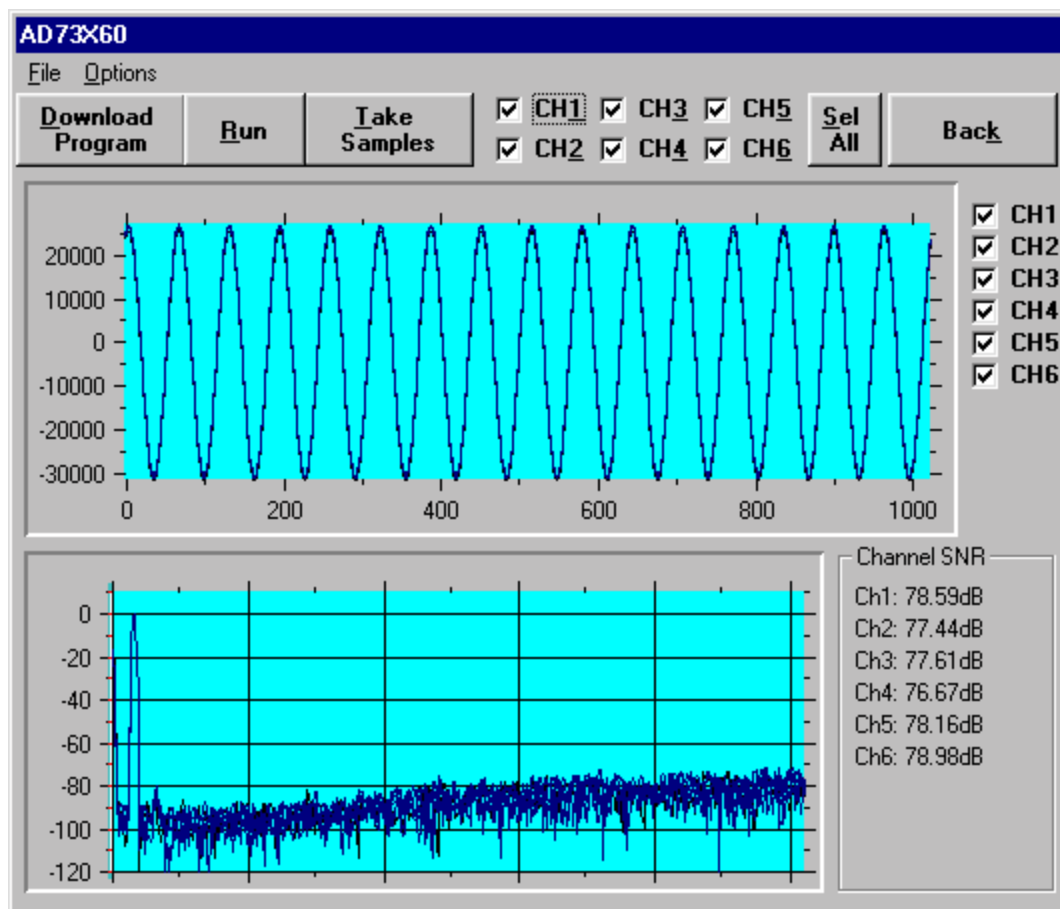 AD73X60
File Options
Download Program
Run
Take Samples
CH1 CH3 CH5
CH2 CH4 CH6
Sel All
Back
20000
10000
0
-10000
-20000
-30000
0 200 400 600 800 1000
CH1
CH2
CH3
CH4
CH5
CH6
0
-20
-40
-60
-80
-100
-120
Channel SNR
Ch1: 78.59dB
Ch2: 77.44dB
Ch3: 77.61dB
Ch4: 76.67dB
Ch5: 78.16dB
Ch6: 78.98dB